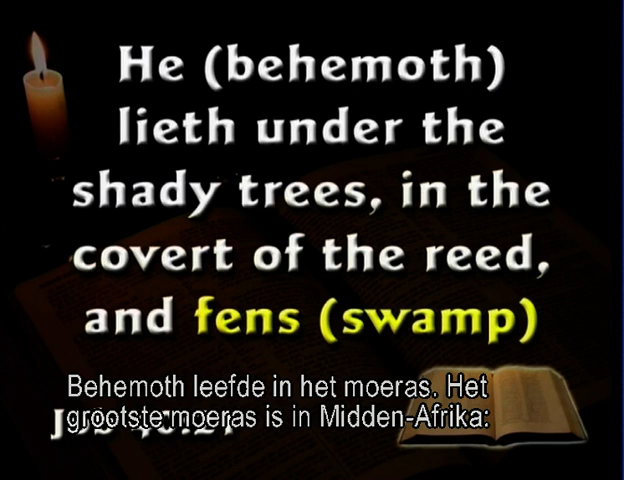 He (behemoth)
lieth under the
shady trees, in the
covert of the reed,
and fens (swamp)
Behemoth leefde in het moeras. Het
grootste moeras is in Midden-Afrika: